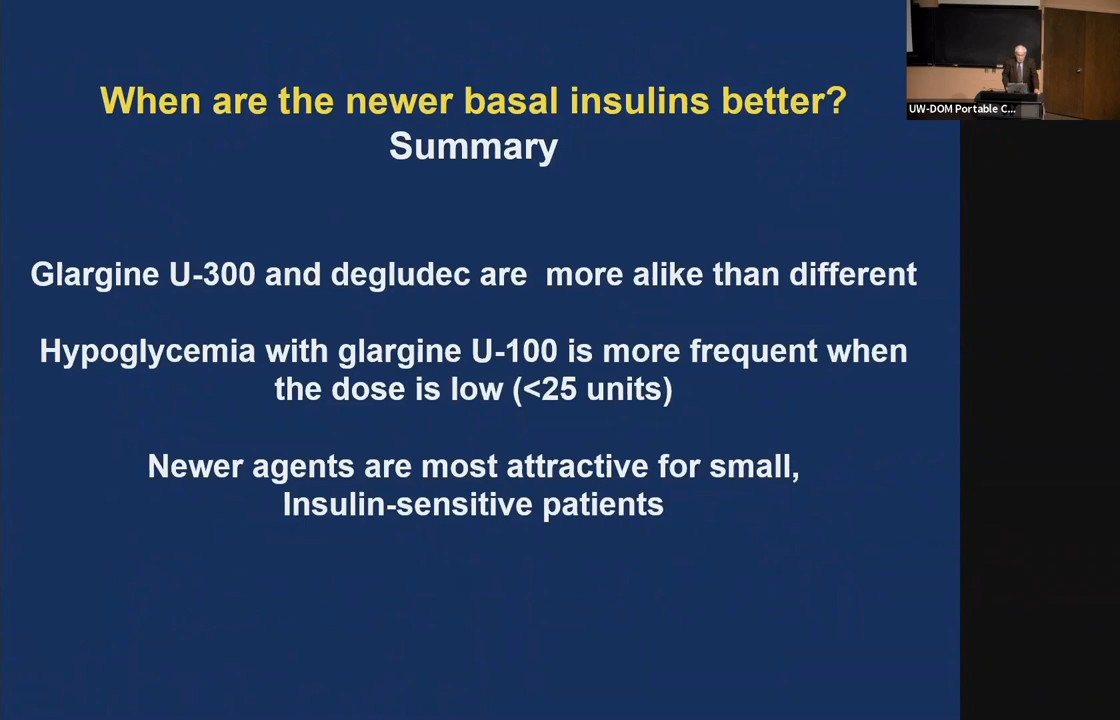 When are the newer basal insulins better?
Summary
Glargine U-300 and degludec are more alike than different
Hypoglycemia with glargine U-100 is more frequent when
the dose is low (<25 units)
Newer agents are most attractive for small,
Insulin-sensitive patients
UW-DOM Portable C...